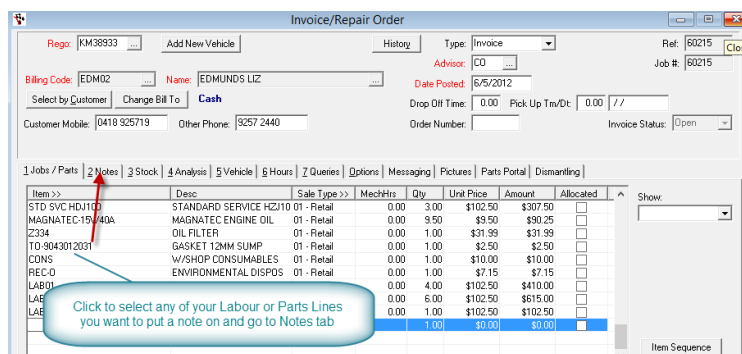 Invoice/Repair Order
Rego: KM38933 ... Add New Vehicle History Type: Invoice Ref: 60215 Clo
Advisor: CO ... Job #: 60215
Billing Code: EDM02 ... Name: EDMUNDS LIZ ... Date Posted: 6/5/2012
Select by Customer Change Bill To Cash Drop Off Time: 0.00 Pick Up Tm/Dt: 0.00 / /
Customer Mobile: 0418 925719 Other Phone: 9257 2440 Order Number: Invoice Status: Open
1 Jobs / Parts 2 Notes 3 Stock 4 Analysis 5 Vehicle 6 Hours 7 Queries Options Messaging Pictures Parts Portal Dismantling
Item >> Desc Sale Type >> MechHrs Qty Unit Price Amount Allocated Show:
STD SVC HDJ100 STANDARD SERVICE HZJ10 01 - Retail 0.00 3.00 $102.50 $307.50
MAGNATEC-15W40A MAGNATEC ENGINE OIL 01 - Retail 0.00 9.50 $9.50 $90.25
Z334 OIL FILTER 01 - Retail 0.00 1.00 $31.99 $31.99
TO-9043012031 GASKET 12MM SUMP 01 - Retail 0.00 1.00 $2.50 $2.50
CONS W/SHOP CONSUMABLES 01 - Retail 0.00 1.00 $10.00 $10.00
REC-O ENVIRONMENTAL DISPOS 01 - Retail 0.00 1.00 $7.15 $7.15
LAB01 0.00 4.00 $102.50 $410.00
LAB 0.00 6.00 $102.50 $615.00
LAB 0.00 1.00 $102.50 $102.50
1.00 $0.00 $0.00
Click to select any of your Labour or Parts Lines
you want to put a note on and go to Notes tab
Item Sequence